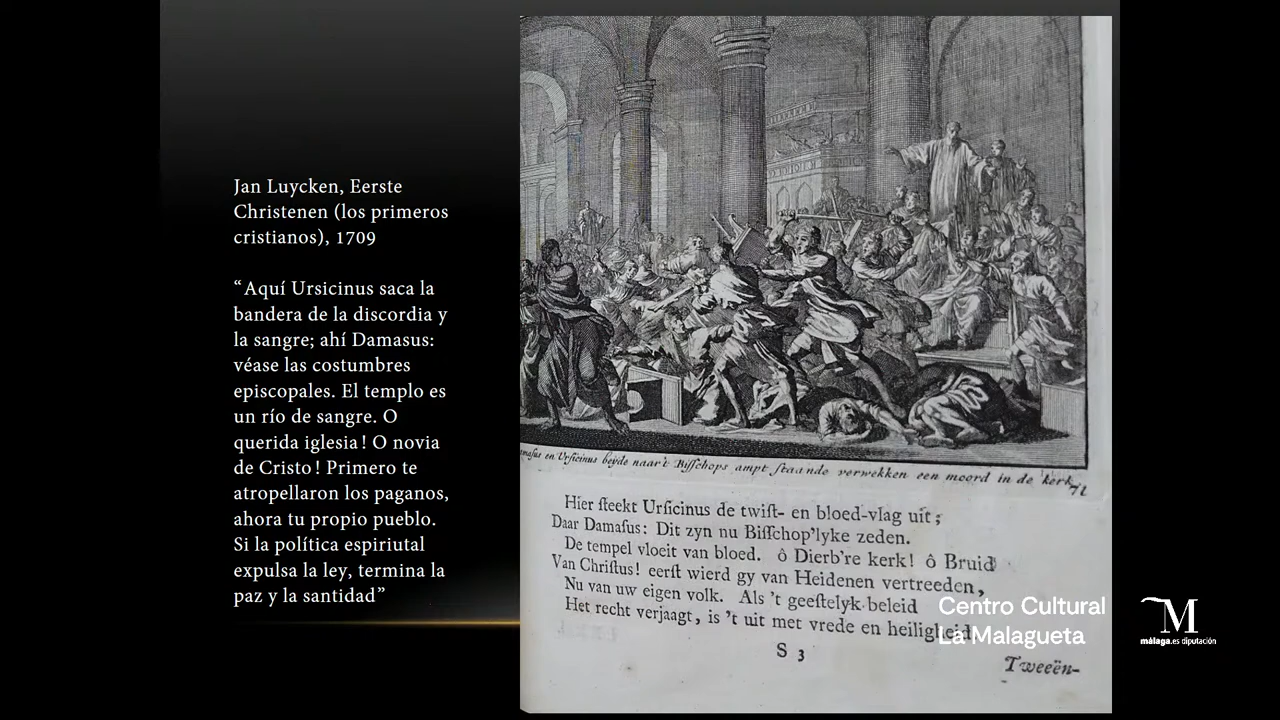 Jan Luycken, Eerste
Christenen (los primeros
cristianos), 1709
“Aquí Ursicinus saca la
bandera de la discordia y
la sangre; ahí Damasus:
véase las costumbres
episcopales. El templo es
un río de sangre. O
querida iglesia! O novia
de Cristo! Primero te
atropellaron los paganos,
ahora tu propio pueblo.
Si la política espiriutal
expulsa la ley, termina la
paz y la santidad”
en Urſicinus beyde naar't Biſſchops ampt ſtaande verwekken een moord in de kerk.
71
Hier ſteekt Urſicinus de twiſt- en bloed-vlag uit;
Daar Damaſus: Dit zyn nu Biſſchop'lyke zeden.
De tempel vloeit van bloed. ô Dierb're kerk! ô Bruid
Van Chriſtus! eerſt wierd gy van Heidenen vertreeden,
Nu van uw eigen volk. Als 't geeſtelyk beleid
Het recht verjaagt, is 't uit met vrede en heiligheid
S 3
Tweeën-
Centro Cultural
La Malagueta
M
málaga.es diputación